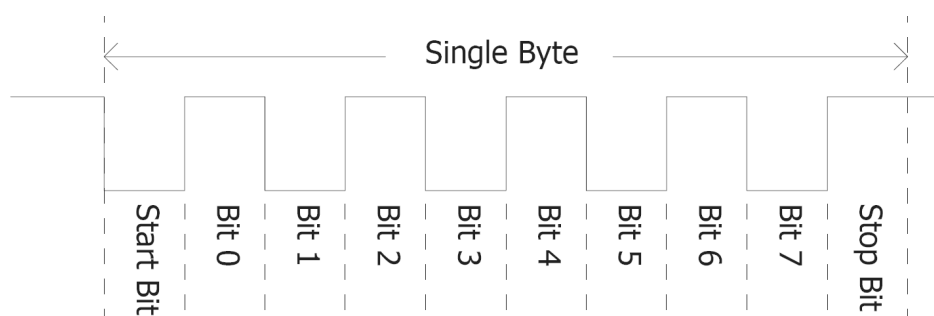 Single Byte
Start Bit
Bit 0
Bit 1
Bit 2
Bit 3
Bit 4
Bit 5
Bit 6
Bit 7
Stop Bit